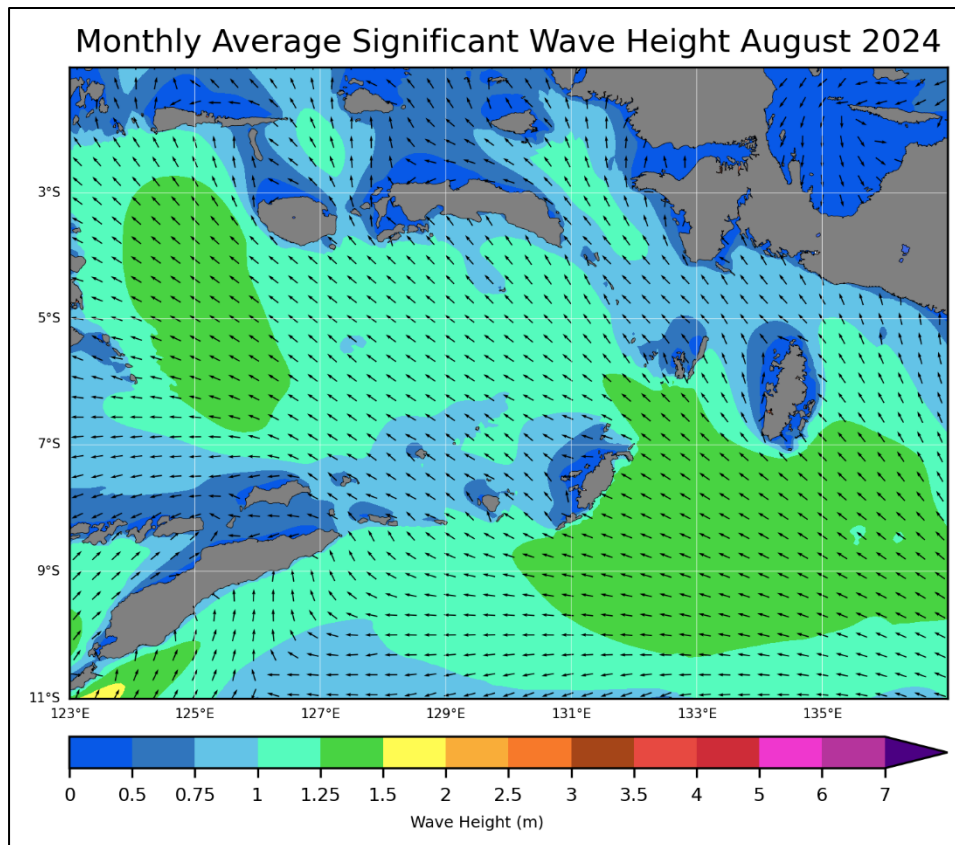 Monthly Average Significant Wave Height August 2024
3°S
5°S
7°S
9°S
11°S
123°E 125°E 127°E 129°E 131°E 133°E 135°E
0 0.5 0.75 1 1.25 1.5 2 2.5 3 3.5 4 5 6 7
Wave Height (m)